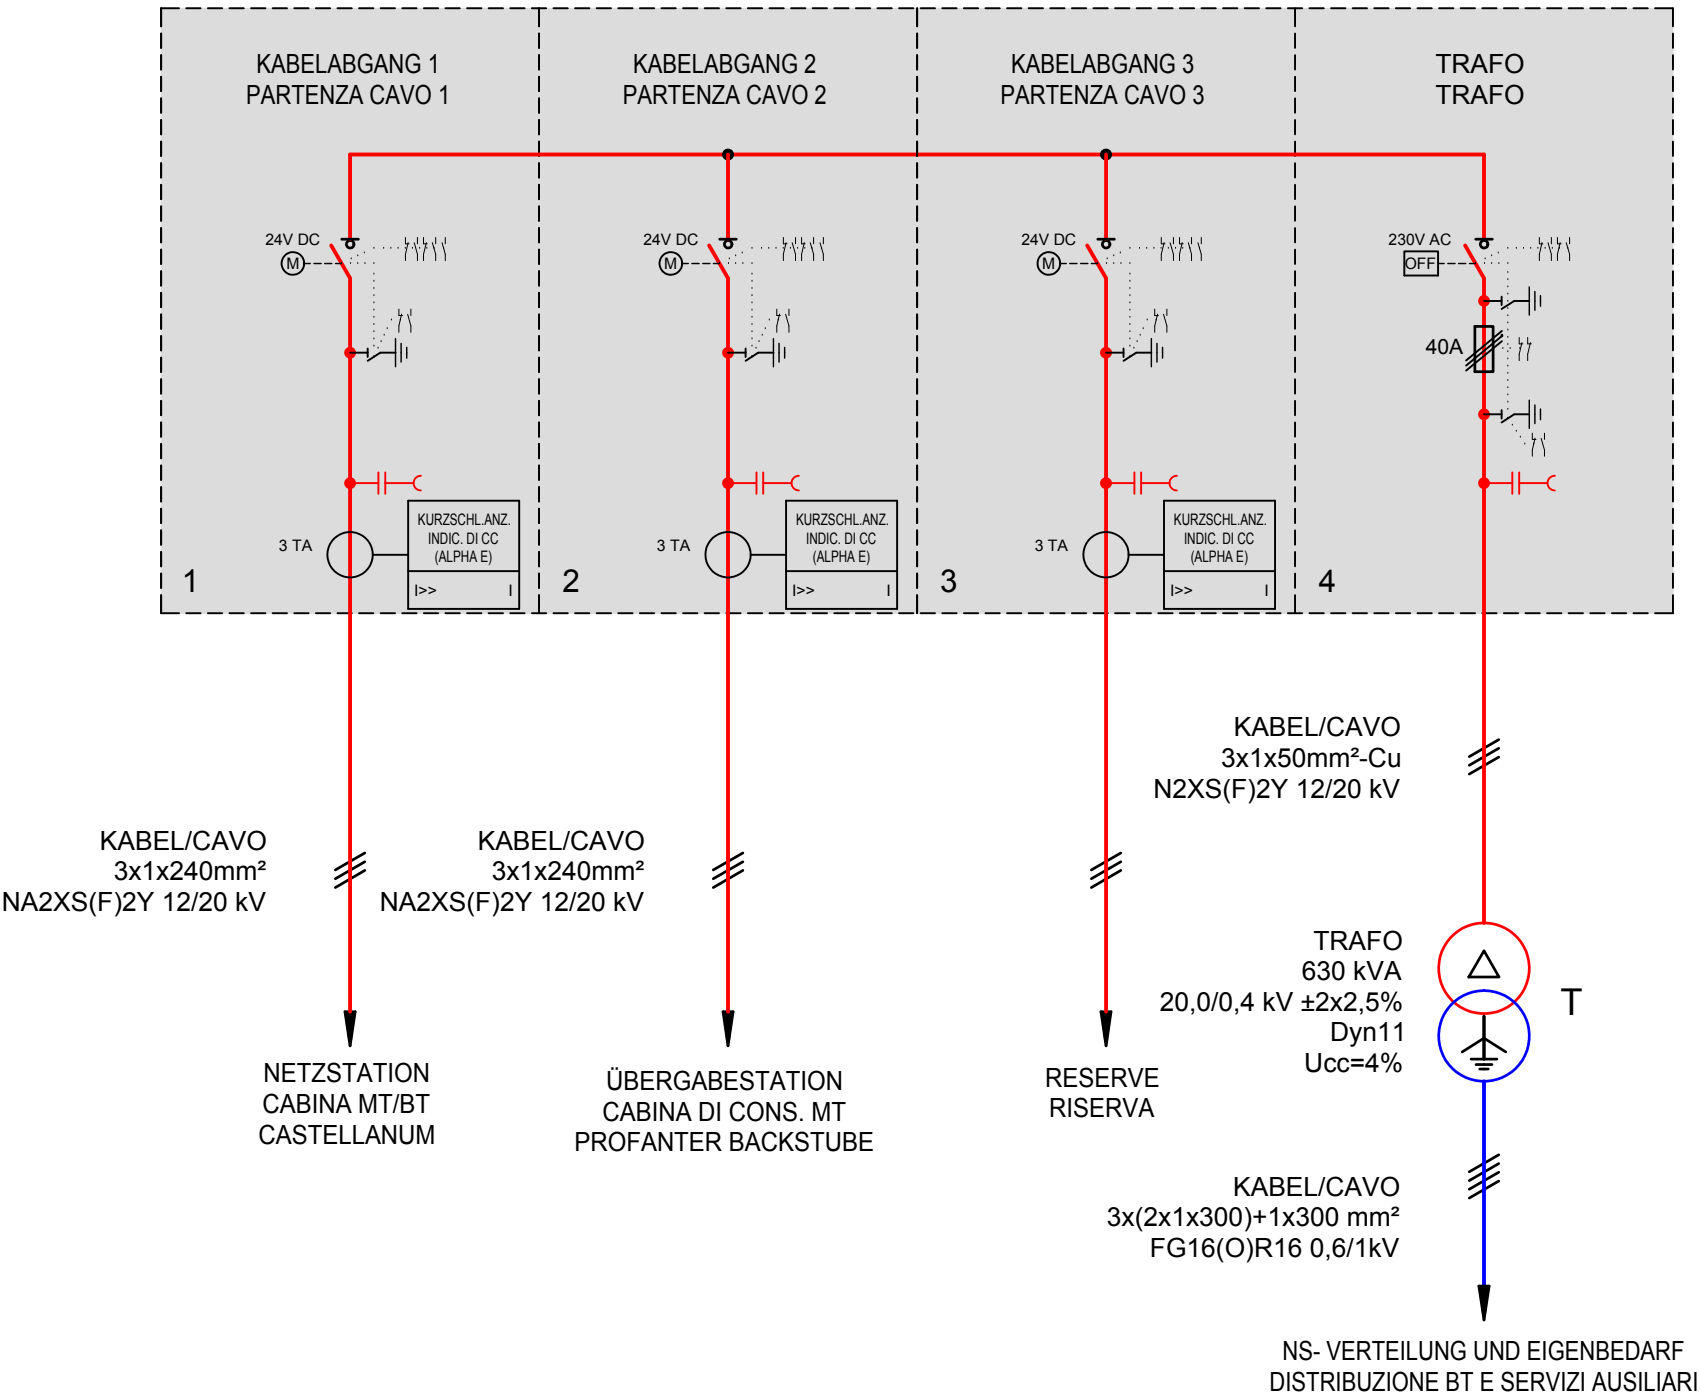 KABELABGANG 1
PARTENZA CAVO 1
KABELABGANG 2
PARTENZA CAVO 2
KABELABGANG 3
PARTENZA CAVO 3
TRAFO
TRAFO
24V DC
M
24V DC
M
24V DC
M
230V AC
OFF
40A
3 TA
KURZSCHL.ANZ.
INDIC. DI CC
(ALPHA E)
I>> I
1
3 TA
KURZSCHL.ANZ.
INDIC. DI CC
(ALPHA E)
I>> I
2
3 TA
KURZSCHL.ANZ.
INDIC. DI CC
(ALPHA E)
I>> I
3
4
KABEL/CAVO
3x1x240mm²
NA2XS(F)2Y 12/20 kV
KABEL/CAVO
3x1x240mm²
NA2XS(F)2Y 12/20 kV
KABEL/CAVO
3x1x50mm²-Cu
N2XS(F)2Y 12/20 kV
TRAFO
630 kVA
20,0/0,4 kV ±2x2,5%
Dyn11
Ucc=4%
T
NETZSTATION
CABINA MT/BT
CASTELLANUM
ÜBERGABESTATION
CABINA DI CONS. MT
PROFANTER BACKSTUBE
RESERVE
RISERVA
KABEL/CAVO
3x(2x1x300)+1x300 mm²
FG16(O)R16 0,6/1kV
NS- VERTEILUNG UND EIGENBEDARF
DISTRIBUZIONE BT E SERVIZI AUSILIARI